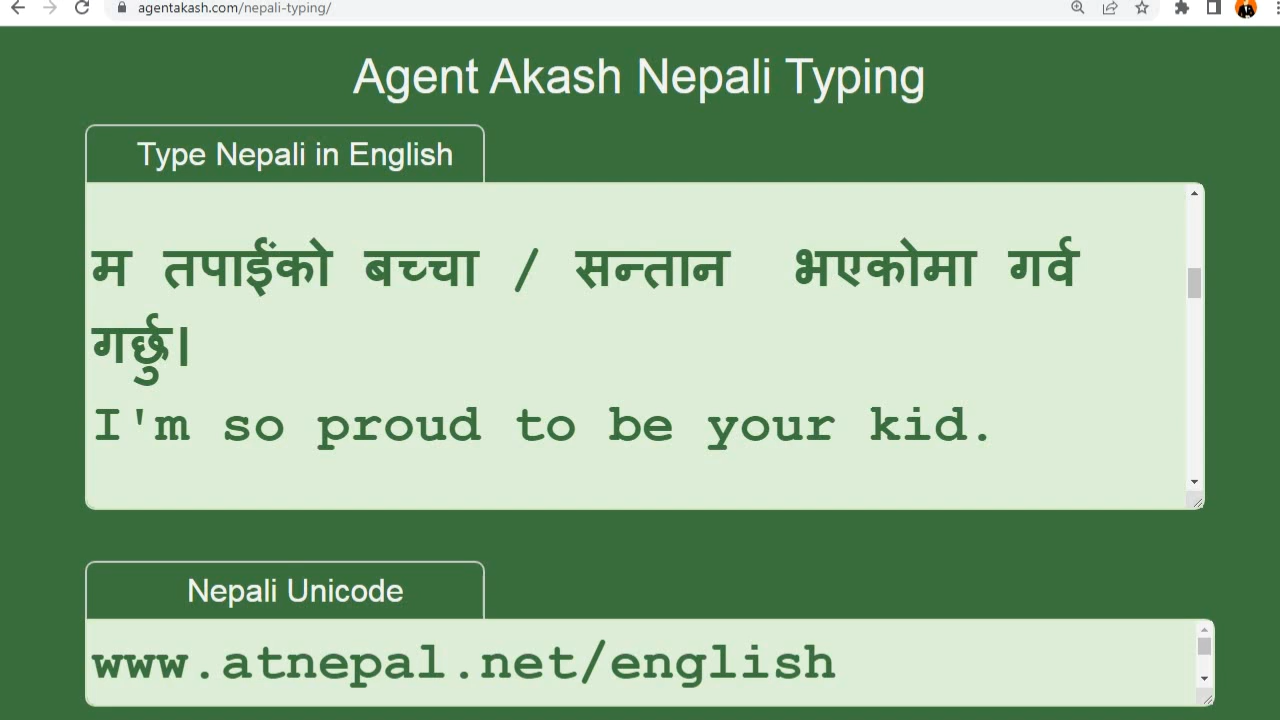 agentakash.com/nepali-typing/
Agent Akash Nepali Typing
Type Nepali in English
म तपाईंको बच्चा / सन्तान  भएकोमा गर्व
गर्छु|
I'm so proud to be your kid.
Nepali Unicode
www.atnepal.net/english